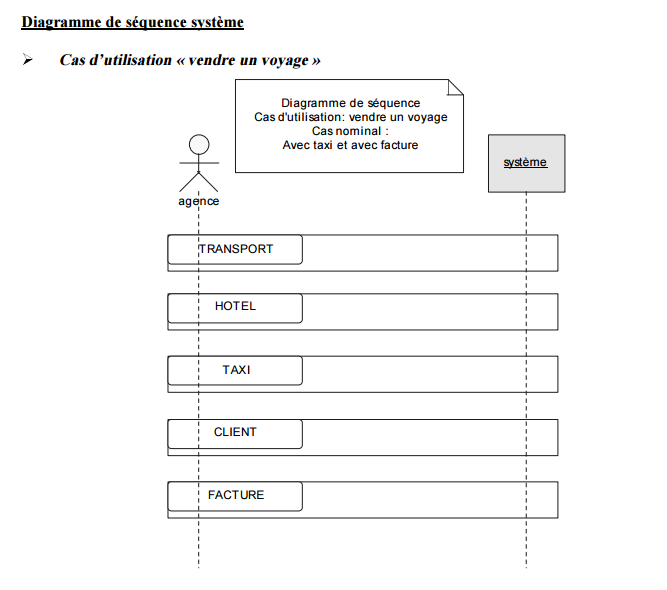 Diagramme de séquence système
Cas d’utilisation « vendre un voyage »
Diagramme de séquence
Cas d'utilisation: vendre un voyage
Cas nominal :
Avec taxi et avec facture
système
agence
TRANSPORT
HOTEL
TAXI
CLIENT
FACTURE